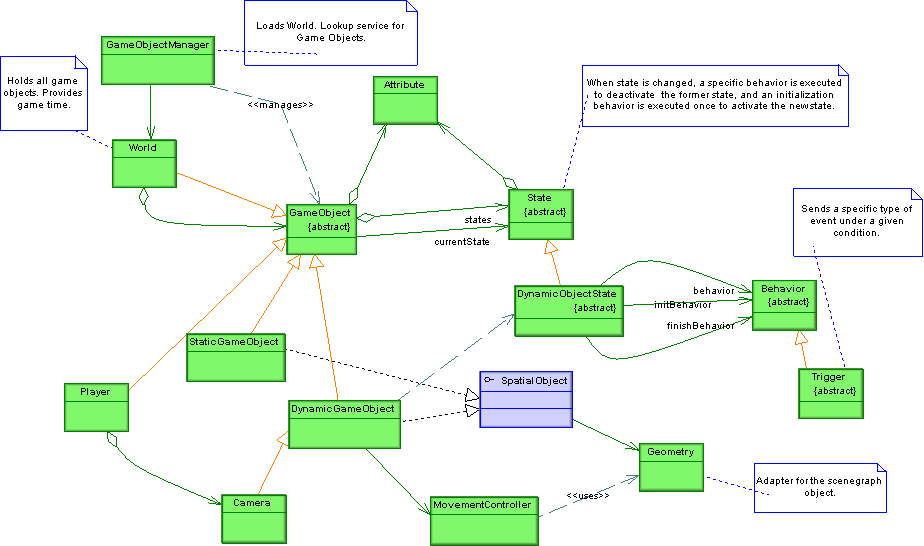 Loads World. Lookup service for
Game Objects.
GameObjectManager
Holds all game
objects. Provides
game time.
<<manages>>
Attribute
When state is changed, a specific behavior is executed
to deactivate the former state, and an initialization
behavior is executed once to activate the newstate.
World
GameObject
{abstract}
states
currentState
State
{abstract}
Sends a specific type of
event under a given
condition.
DynamicObjectState
{abstract}
behavior
initBehavior
finishBehavior
Behavior
{abstract}
StaticGameObject
Trigger
{abstract}
Player
SpatialObject
DynamicGameObject
Geometry
Adapter for the scenegraph
object.
Camera
MovementController
<<uses>>